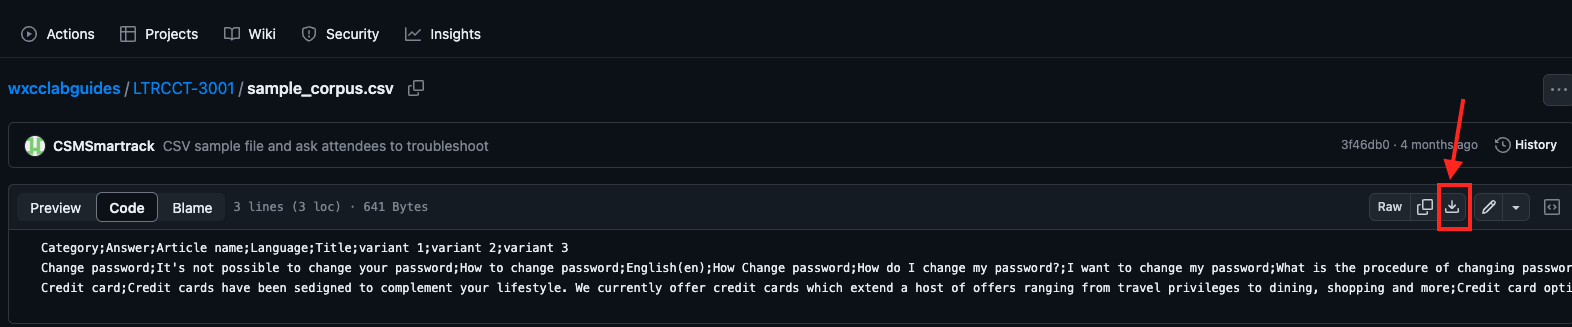 Actions Projects Wiki Security Insights
wxcclabguides / LTRCCT-3001 / sample_corpus.csv
CSMSmartrack CSV sample file and ask attendees to troubleshoot 3f46db0 · 4 months ago History
Preview Code Blame 3 lines (3 loc) · 641 Bytes Raw
Category;Answer;Article name;Language;Title;variant 1;variant 2;variant 3
Change password;It's not possible to change your password;How to change password;English(en);How Change password;How do I change my password?;I want to change my password;What is the procedure of changing passwor
Credit card;Credit cards have been sedigned to complement your lifestyle. We currently offer credit cards which extend a host of offers ranging from travel privileges to dining, shopping and more;Credit card opti